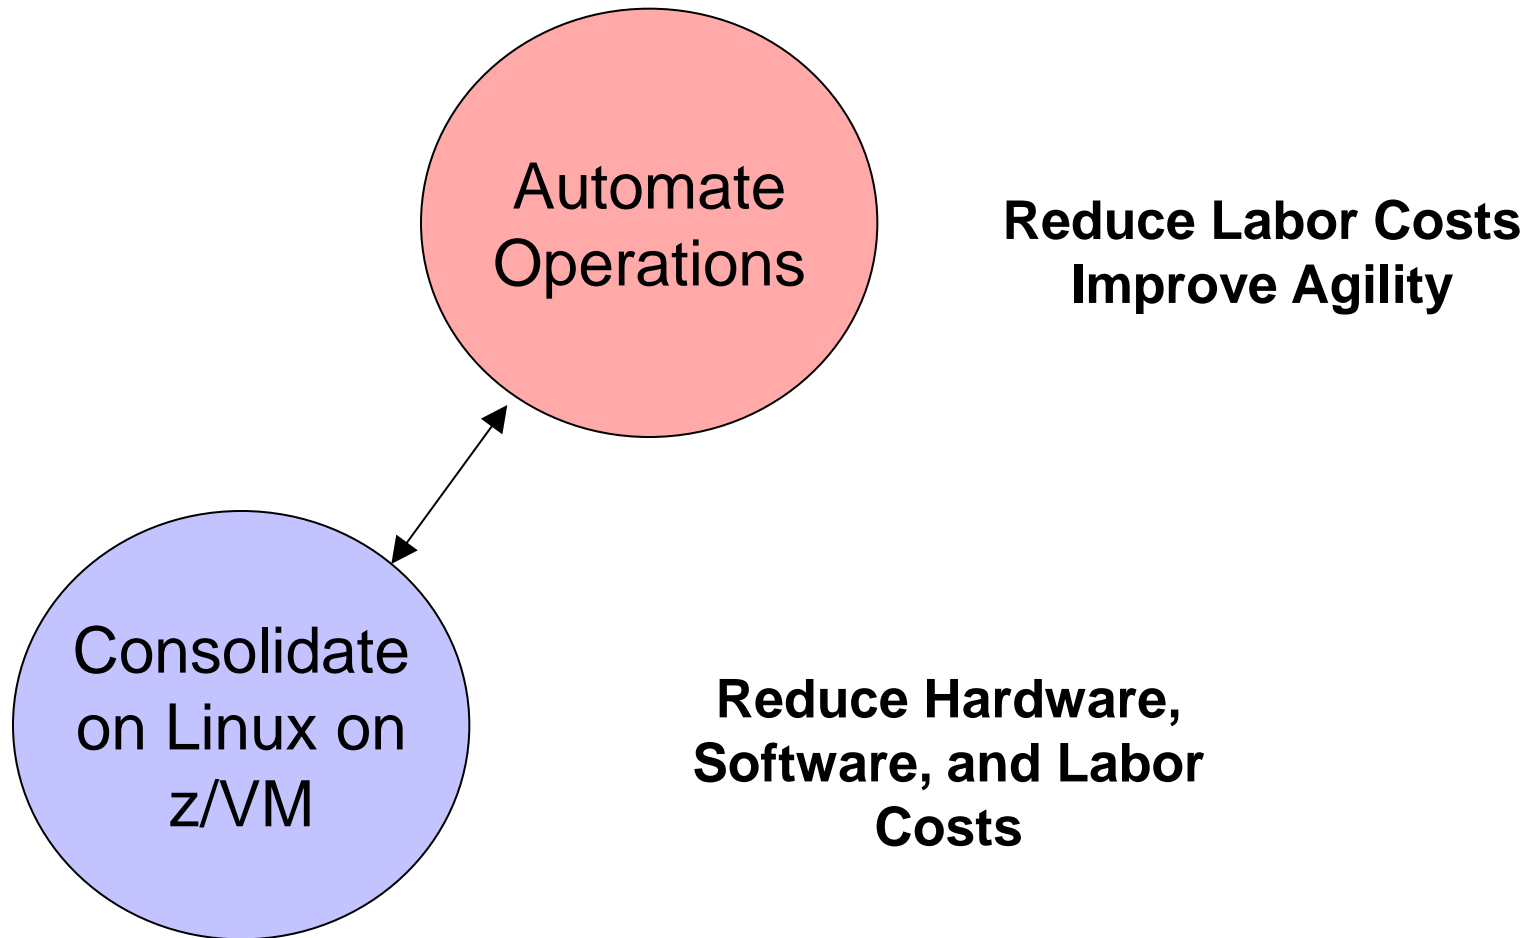 Automate
Operations
Reduce Labor Costs
Improve Agility
Consolidate
on Linux on
z/VM
Reduce Hardware,
Software, and Labor
Costs